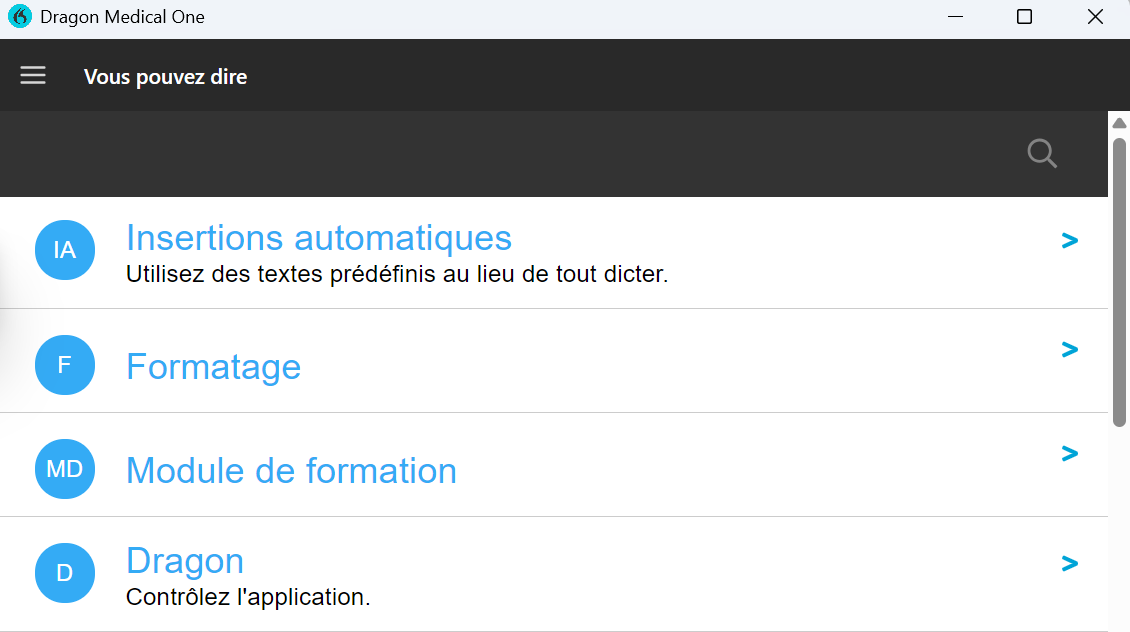 Dragon Medical One
Vous pouvez dire
IA
Insertions automatiques
Utilisez des textes prédéfinis au lieu de tout dicter.
>
F
Formatage
>
MD
Module de formation
>
D
Dragon
Contrôlez l'application.
>